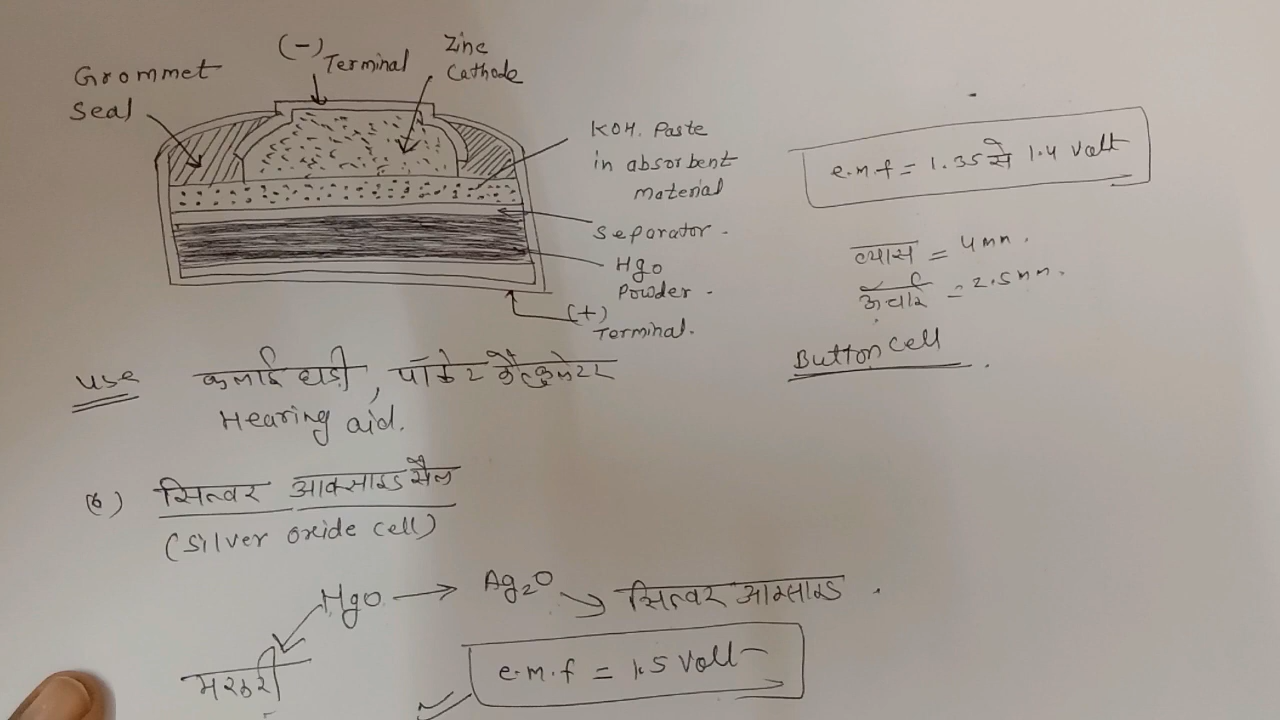 (-) Terminal
Zinc
Cathode
Grommet
Seal
KOH. Paste
in absorbent
material
Separator.
HgO
Powder.
(+)
Terminal.
e.m.f = 1.35 से 1.4 volt
व्यास = 4mm.
ऊँचाई = 2.5mm.
Button cell.
use कलाई घडी, पॉकेट कैल्कुलेटर
Hearing aid.
सिल्वर आक्साइड सैल
(Silver oxide cell)
HgO → Ag₂O → सिल्वर आक्साइड.
मरकरी
e.m.f = 1.5 Volt